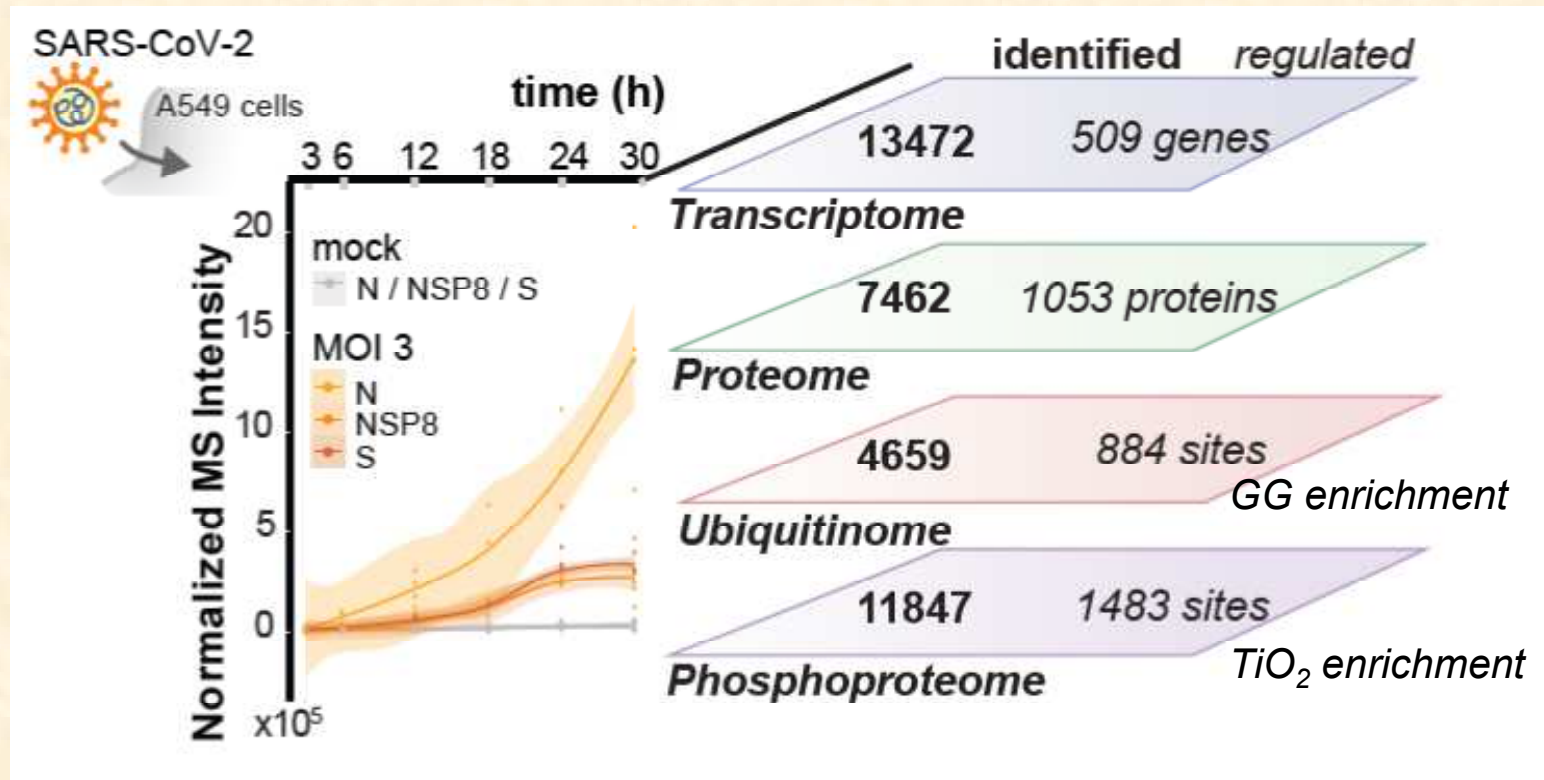 SARS-CoV-2
A549 cells
time (h)
3 6 12 18 24 30
identified regulated
13472 509 genes
Transcriptome
7462 1053 proteins
Proteome
4659 884 sites
GG enrichment
Ubiquitinome
11847 1483 sites
TiO₂ enrichment
Phosphoproteome
Normalized MS Intensity
20
15
10
5
0
x10⁵
mock
N / NSP8 / S
MOI 3
N
NSP8
S